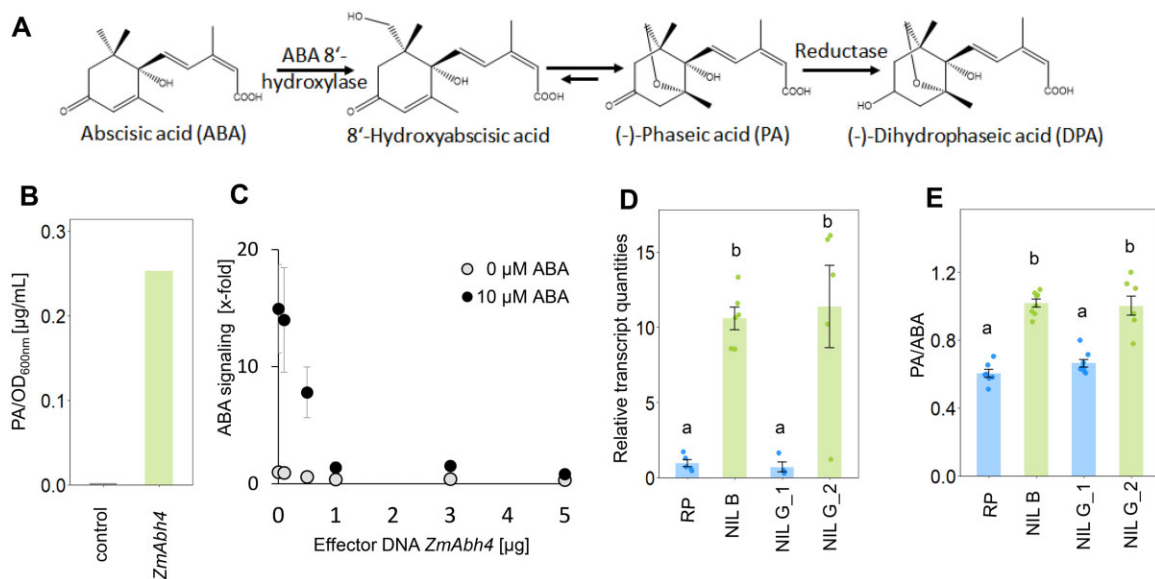 A
HO
OH
O
COOH
Abscisic acid (ABA)
ABA 8‘-
hydroxylase
HO
OH
O
COOH
8‘-Hydroxyabscisic acid
O
OH
O
COOH
(-)-Phaseic acid (PA)
Reductase
O
OH
HO
COOH
(-)-Dihydrophaseic acid (DPA)
B
PA/OD600nm [µg/mL]
0.3
0.2
0.1
0.0
control
ZmAbh4
C
ABA signaling [x-fold]
20
10
0
0 µM ABA
10 µM ABA
0 1 2 3 4 5
Effector DNA ZmAbh4 [µg]
D
Relative transcript quantities
15
10
5
0
a b a b
RP
NIL B
NIL G_1
NIL G_2
E
PA/ABA
1.2
0.6
0.0
a b a b
RP
NIL B
NIL G_1
NIL G_2